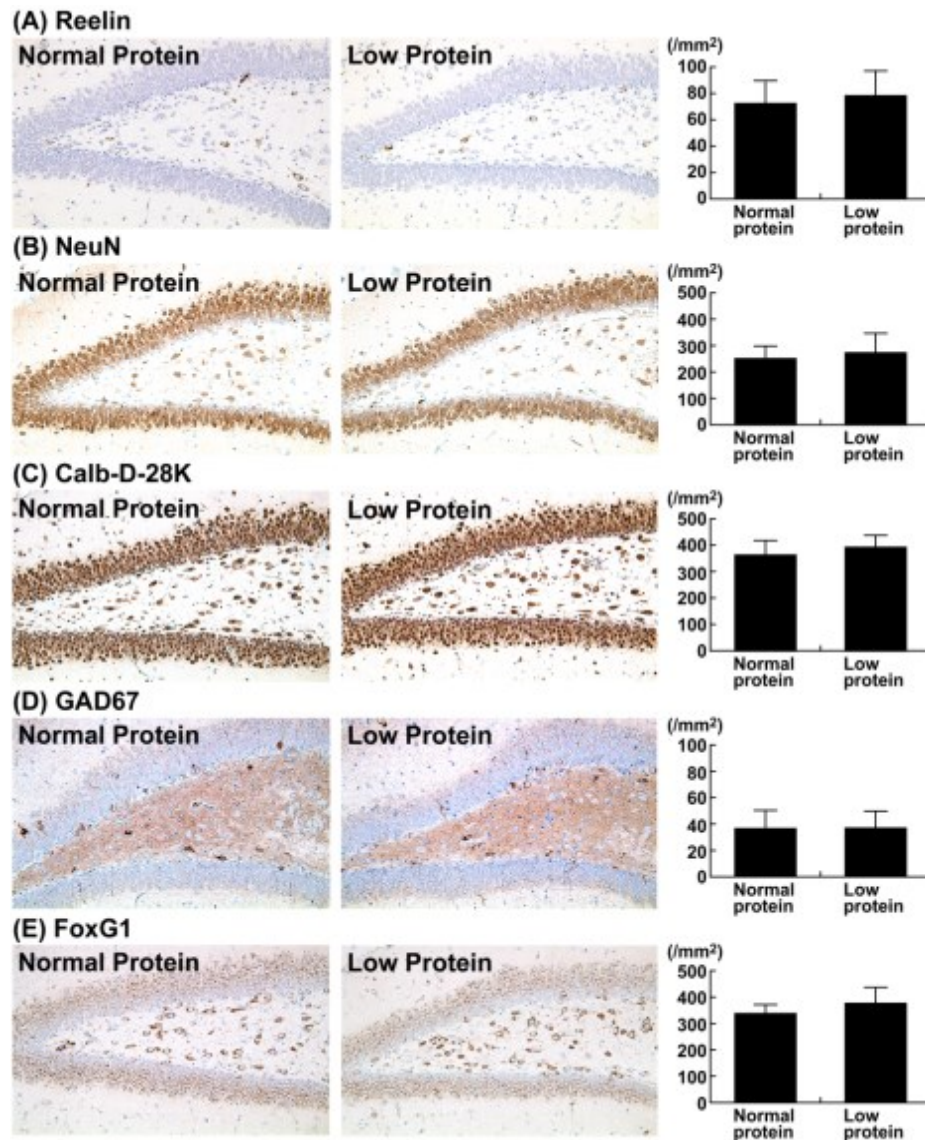 (A) Reelin
Normal Protein
Low Protein
(/mm²)
100
80
60
40
20
0
Normal protein
Low protein
(B) NeuN
Normal Protein
Low Protein
(/mm²)
500
400
300
200
100
0
Normal protein
Low protein
(C) Calb-D-28K
Normal Protein
Low Protein
(/mm²)
500
400
300
200
100
0
Normal protein
Low protein
(D) GAD67
Normal Protein
Low Protein
(/mm²)
100
80
60
40
20
0
Normal protein
Low protein
(E) FoxG1
Normal Protein
Low Protein
(/mm²)
500
400
300
200
100
0
Normal protein
Low protein